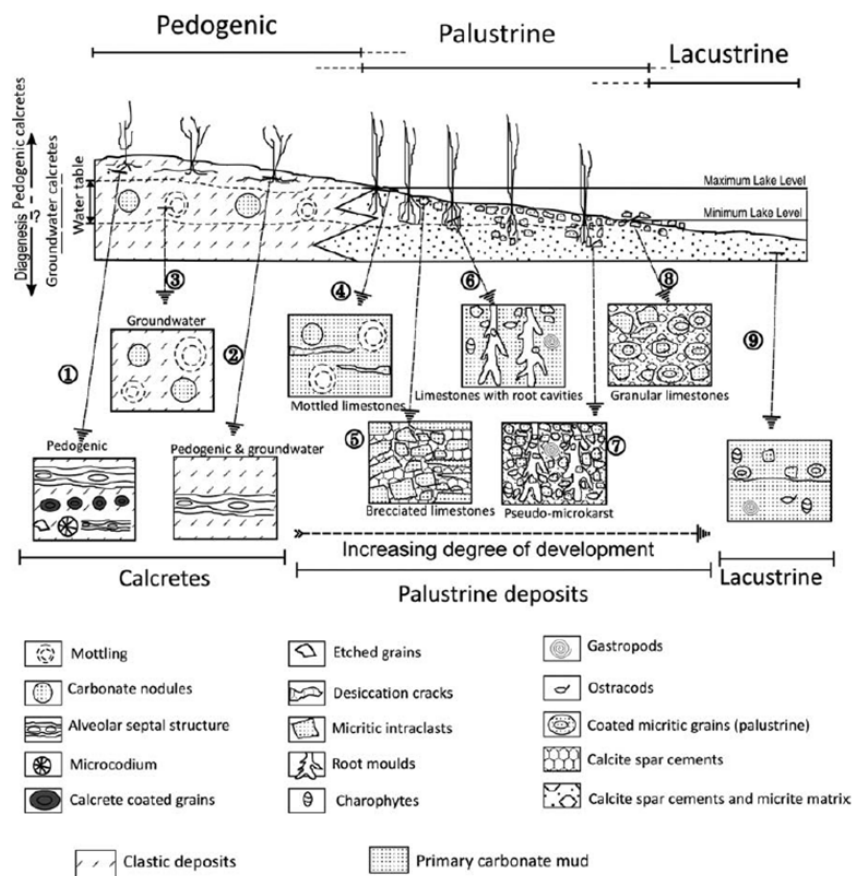 Pedogenic
Palustrine
Lacustrine
Diagenesis Pedogenic calcretes
?
Groundwater calcretes
Water table
Maximum Lake Level
Minimum Lake Level
①
②
③
④
⑤
⑥
⑦
⑧
⑨
Groundwater
Mottled limestones
Limestones with root cavities
Granular limestones
Pedogenic
Pedogenic & groundwater
Brecciated limestones
Pseudo-microkarst
Increasing degree of development
Calcretes
Palustrine deposits
Lacustrine
Mottling
Carbonate nodules
Alveolar septal structure
Microcodium
Calcrete coated grains
Etched grains
Desiccation cracks
Micritic intraclasts
Root moulds
Charophytes
Gastropods
Ostracods
Coated micritic grains (palustrine)
Calcite spar cements
Calcite spar cements and micrite matrix
Clastic deposits
Primary carbonate mud